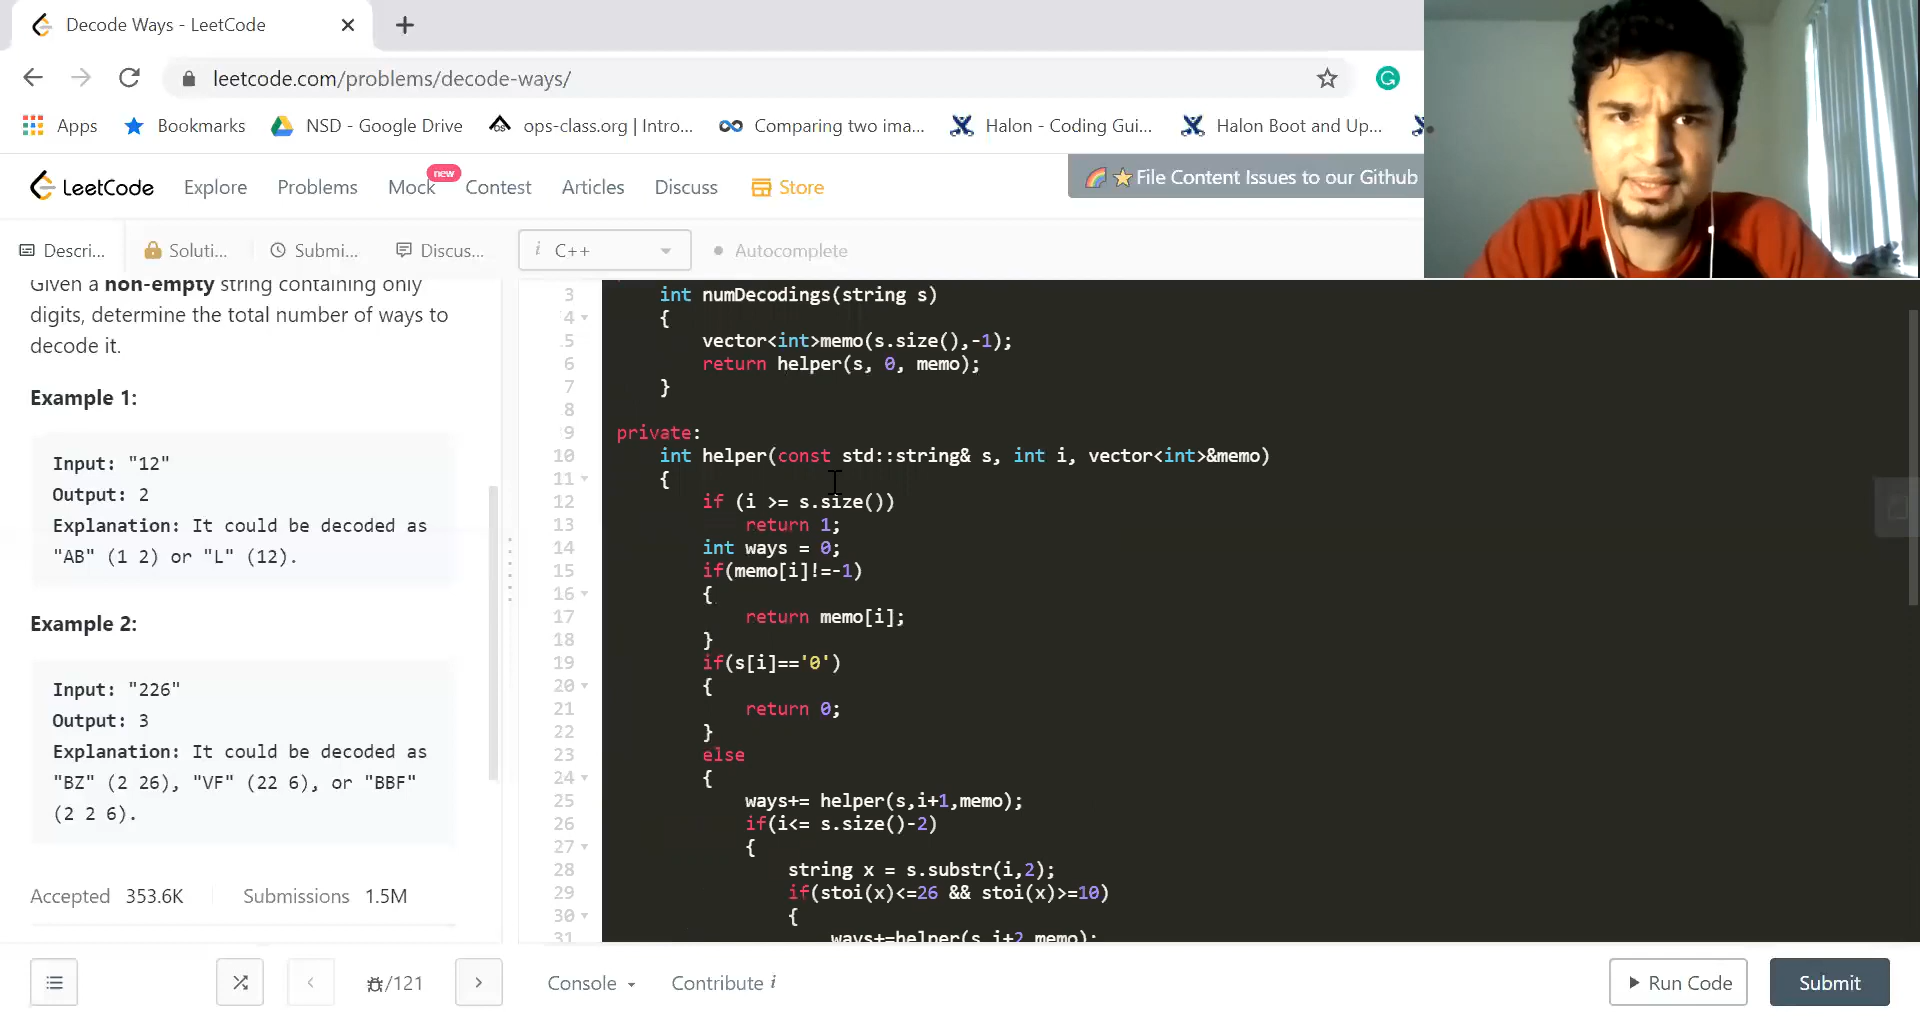 Decode Ways - LeetCode
leetcode.com/problems/decode-ways/
Apps Bookmarks NSD - Google Drive ops-class.org | Intro... Comparing two ima... Halon - Coding Gui... Halon Boot and Up...
LeetCode Explore Problems Mock new Contest Articles Discuss Store
File Content Issues to our Github
Descri... Soluti... Submi... Discus... i C++ Autocomplete
Given a non-empty string containing only
digits, determine the total number of ways to
decode it.
Example 1:
Input: "12"
Output: 2
Explanation: It could be decoded as
"AB" (1 2) or "L" (12).
Example 2:
Input: "226"
Output: 3
Explanation: It could be decoded as
"BZ" (2 26), "VF" (22 6), or "BBF"
(2 2 6).
Accepted 353.6K Submissions 1.5M
3 int numDecodings(string s)
4 {
5 vector<int>memo(s.size(),-1);
6 return helper(s, 0, memo);
7 }
8
9 private:
10 int helper(const std::string& s, int i, vector<int>&memo)
11 {
12 if (i >= s.size())
13 return 1;
14 int ways = 0;
15 if(memo[i]!=-1)
16 {
17 return memo[i];
18 }
19 if(s[i]=='0')
20 {
21 return 0;
22 }
23 else
24 {
25 ways+= helper(s,i+1,memo);
26 if(i<= s.size()-2)
27 {
28 string x = s.substr(i,2);
29 if(stoi(x)<=26 && stoi(x)>=10)
30 {
31 ways+=helper(s,i+2,memo);
/121 Console Contribute i Run Code Submit